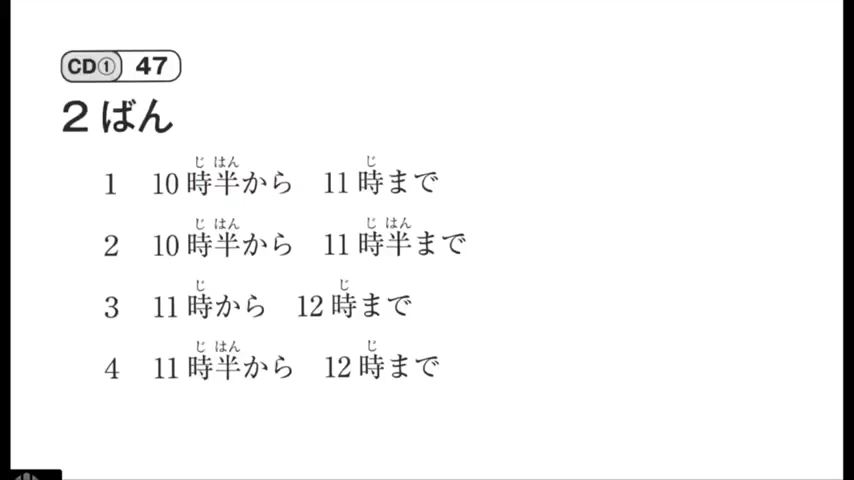 CD① 47
2ばん
1 10時半から 11時まで
2 10時半から 11時半まで
3 11時から 12時まで
4 11時半から 12時まで